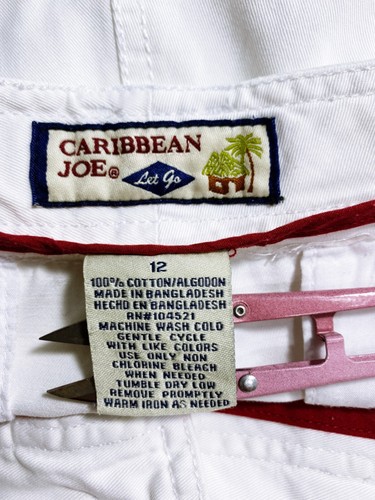 CARIBBEAN
JOE®
Let Go
12
100% COTTON/ALGODON
MADE IN BANGLADESH
HECHO EN BANGLADESH
RN#104521
MACHINE WASH COLD
GENTLE CYCLE
WITH LIKE COLORS
USE ONLY NON
CHLORINE BLEACH
WHEN NEEDED
TUMBLE DRY LOW
REMOVE PROMPTLY
WARM IRON AS NEEDED